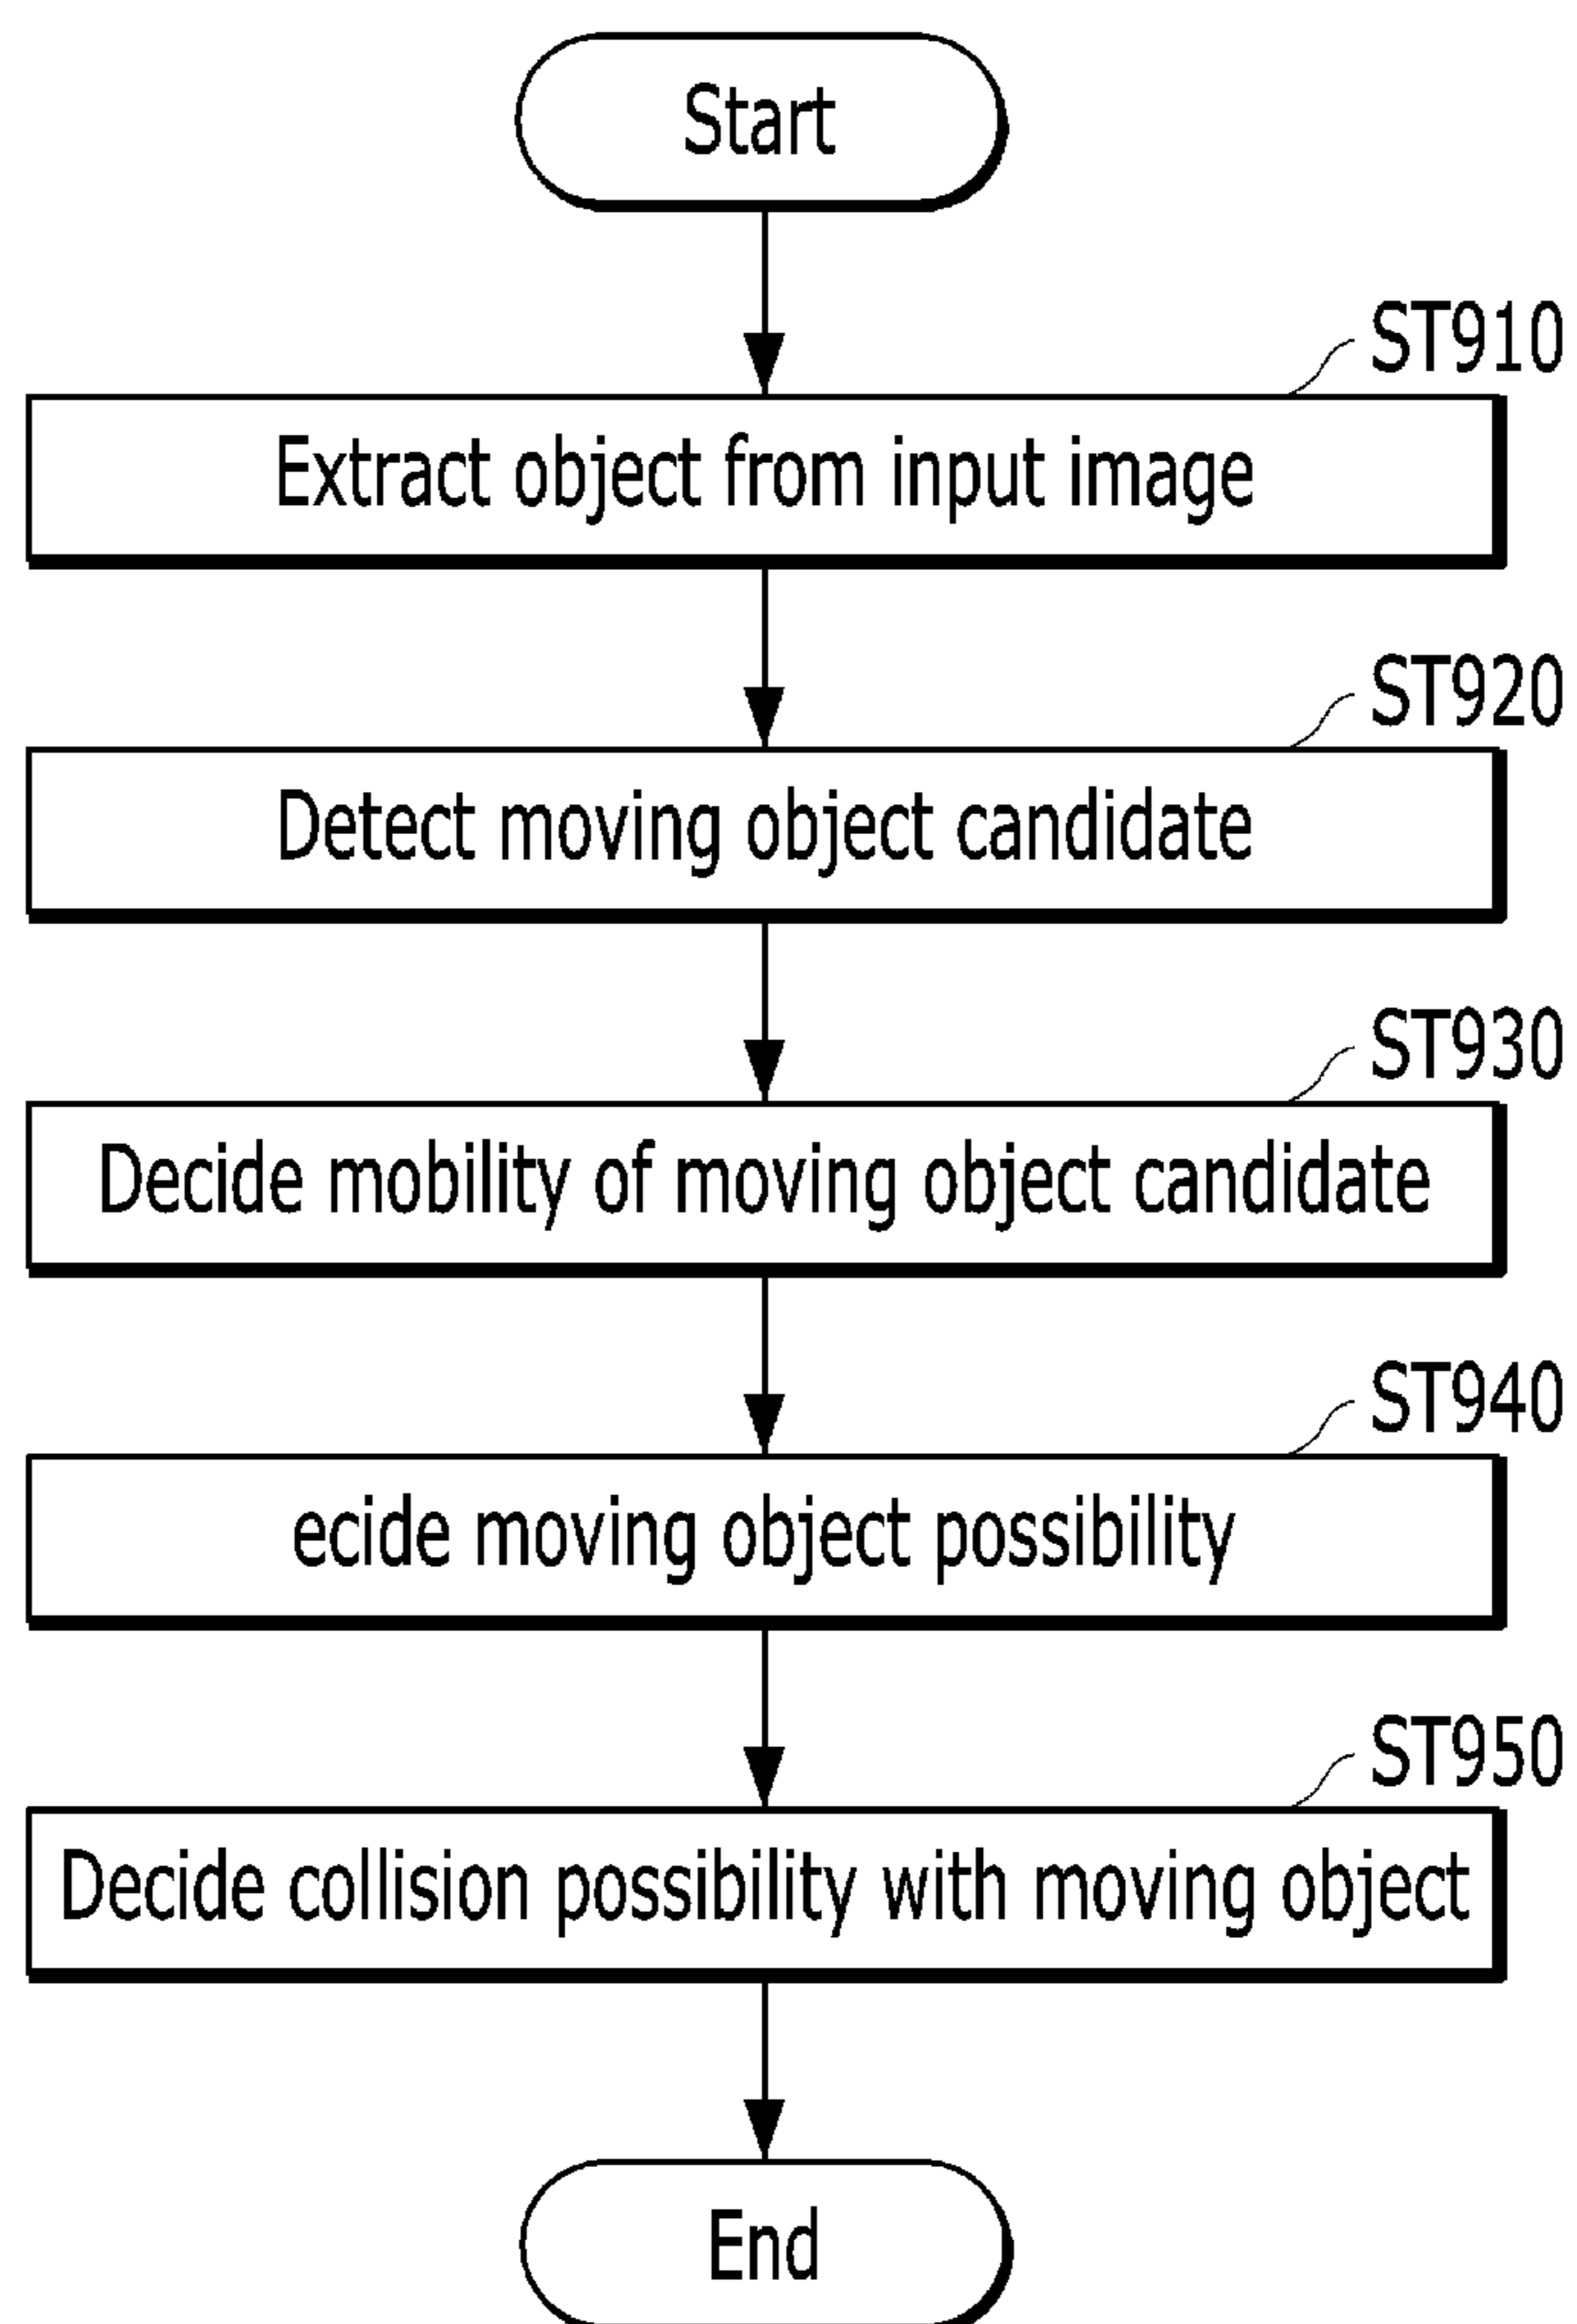 Start
ST910
Extract object from input image
ST920
Detect moving object candidate
ST930
Decide mobility of moving object candidate
ST940
ecide moving object possibility
ST950
Decide collision possibility with moving object
End